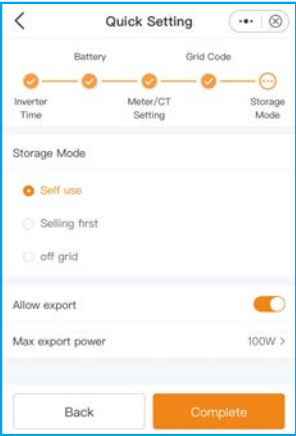 Quick Setting
Battery
Grid Code
Inverter
Time
Meter/CT
Setting
Storage
Mode
Storage Mode
Self use
Selling first
off grid
Allow export
Max export power
100W >
Back
Complete